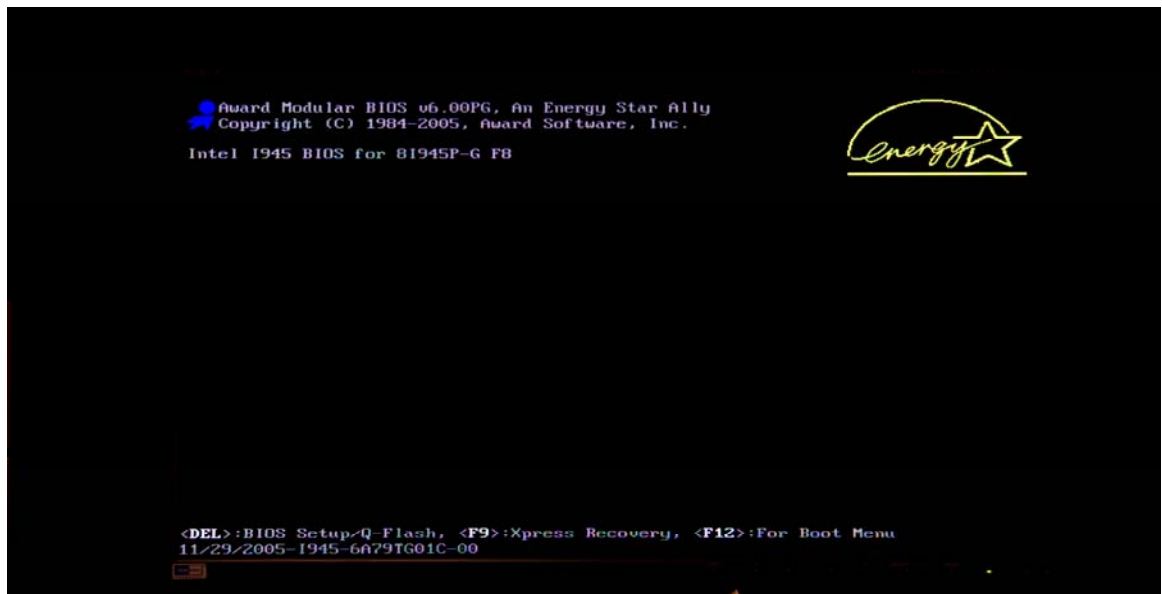 Award Modular BIOS v6.00PG, An Energy Star Ally
Copyright (C) 1984-2005, Award Software, Inc.
energy
Intel I945 BIOS for 8I945P-G F8
<DEL>:BIOS Setup/Q-Flash, <F9>:Xpress Recovery, <F12>:For Boot Menu
11/29/2005-I945-6A79TG01C-00